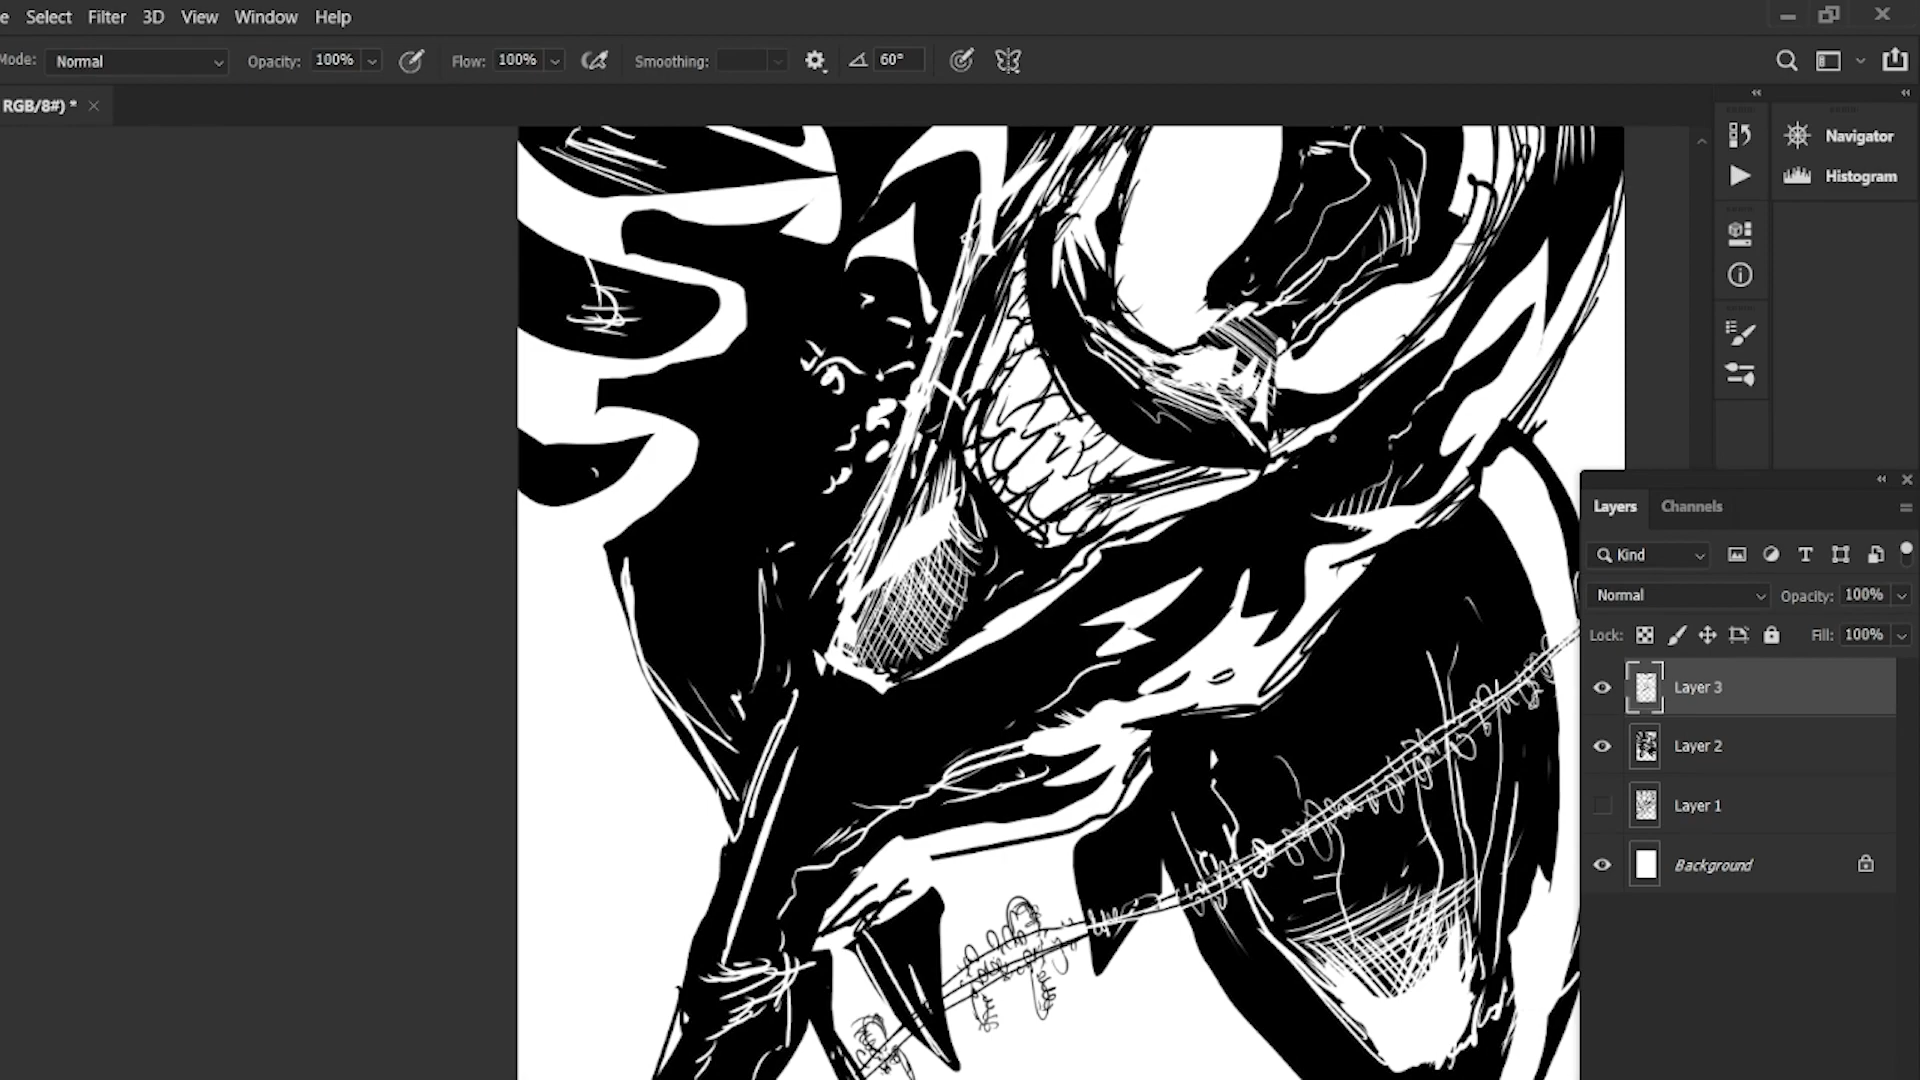 e Select Filter 3D View Window Help
Mode: Normal Opacity: 100% Flow: 100% Smoothing: 60°
RGB/8#) *
Navigator
Histogram
Layers Channels
Kind
Normal Opacity: 100%
Lock: Fill: 100%
Layer 3
Layer 2
Layer 1
Background